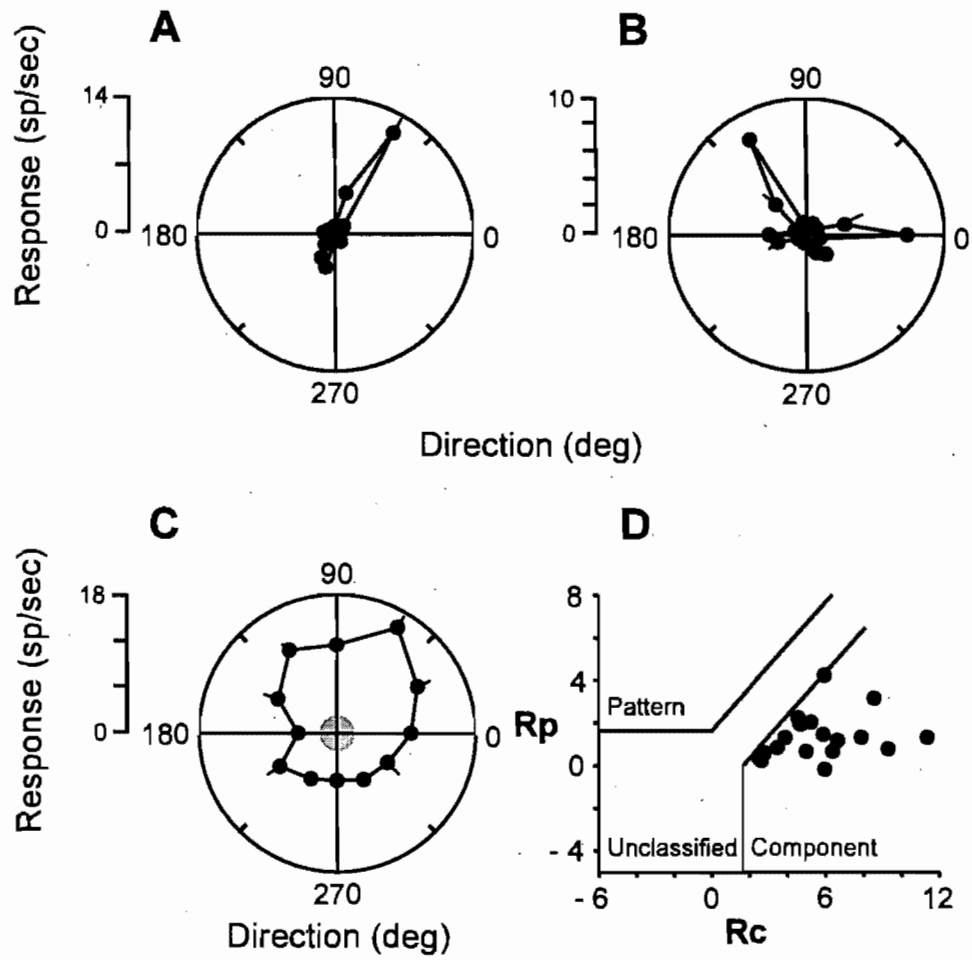 A
B
Response (sp/sec)
14
0
90
180
0
270
10
0
90
180
0
270
Direction (deg)
C
D
Response (sp/sec)
18
0
90
180
0
270
Direction (deg)
Rp
8
4
0
- 4
Pattern
Unclassified
Component
- 6
0
6
12
Rc